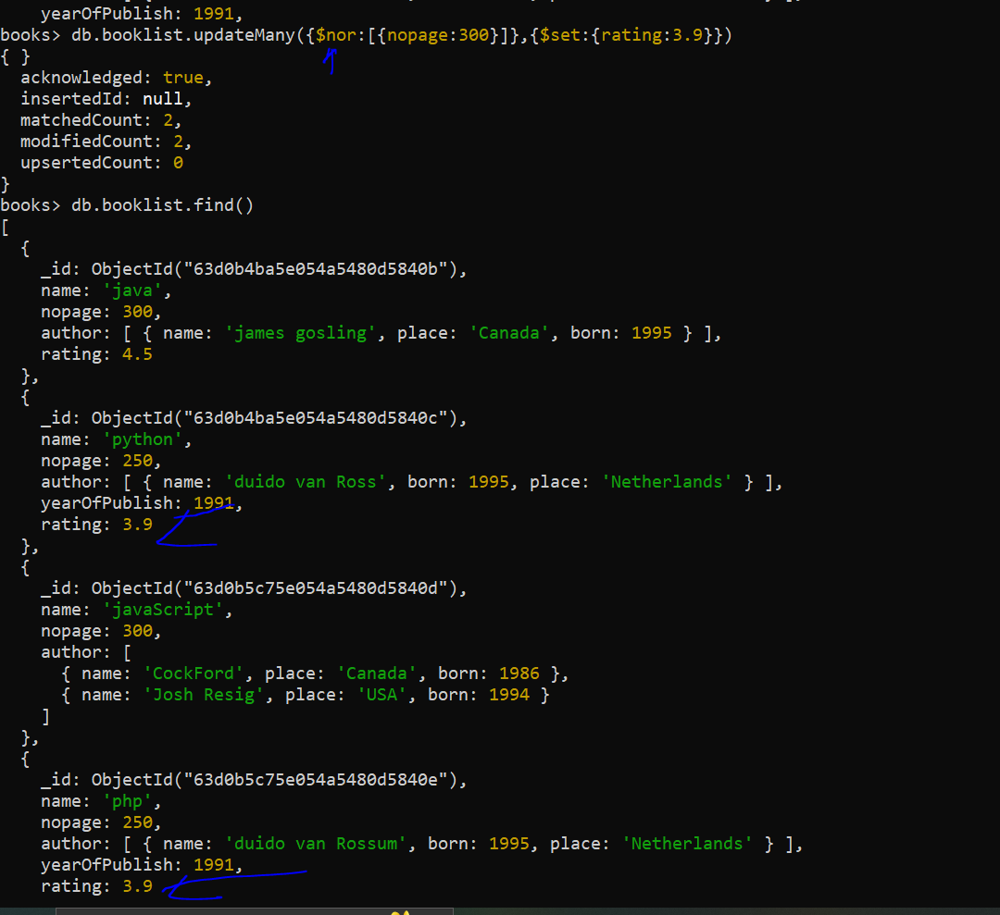 yearOfPublish: 1991,
books> db.booklist.updateMany({$nor:[{nopage:300}]},{$set:{rating:3.9}})
{ }
acknowledged: true,
insertedId: null,
matchedCount: 2,
modifiedCount: 2,
upsertedCount: 0
}
books> db.booklist.find()
[
{
_id: ObjectId("63d0b4ba5e054a5480d5840b"),
name: 'java',
nopage: 300,
author: [ { name: 'james gosling', place: 'Canada', born: 1995 } ],
rating: 4.5
},
{
_id: ObjectId("63d0b4ba5e054a5480d5840c"),
name: 'python',
nopage: 250,
author: [ { name: 'duido van Ross', born: 1995, place: 'Netherlands' } ],
yearOfPublish: 1991,
rating: 3.9
},
{
_id: ObjectId("63d0b5c75e054a5480d5840d"),
name: 'javaScript',
nopage: 300,
author: [
{ name: 'CockFord', place: 'Canada', born: 1986 },
{ name: 'Josh Resig', place: 'USA', born: 1994 }
]
},
{
_id: ObjectId("63d0b5c75e054a5480d5840e"),
name: 'php',
nopage: 250,
author: [ { name: 'duido van Rossum', born: 1995, place: 'Netherlands' } ],
yearOfPublish: 1991,
rating: 3.9